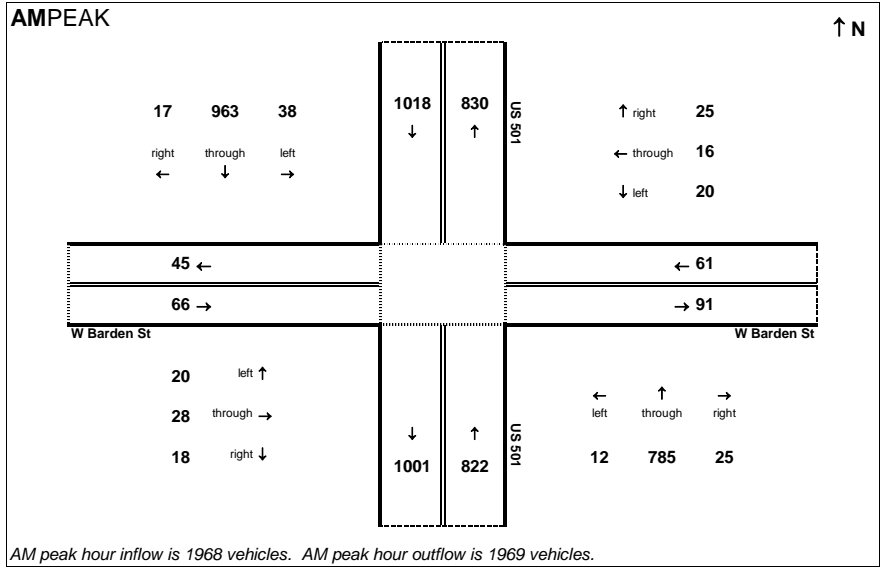 AM PEAK
↑ N
17 963 38
right through left
← ↓ →
1018 830
↓ ↑
US 501
↑ right 25
← through 16
↓ left 20
45 ←
← 61
66 →
→ 91
W Barden St
W Barden St
20 left ↑
28 through →
18 right ↓
↓ ↑
1001 822
US 501
← ↑ →
left through right
12 785 25
AM peak hour inflow is 1968 vehicles. AM peak hour outflow is 1969 vehicles.